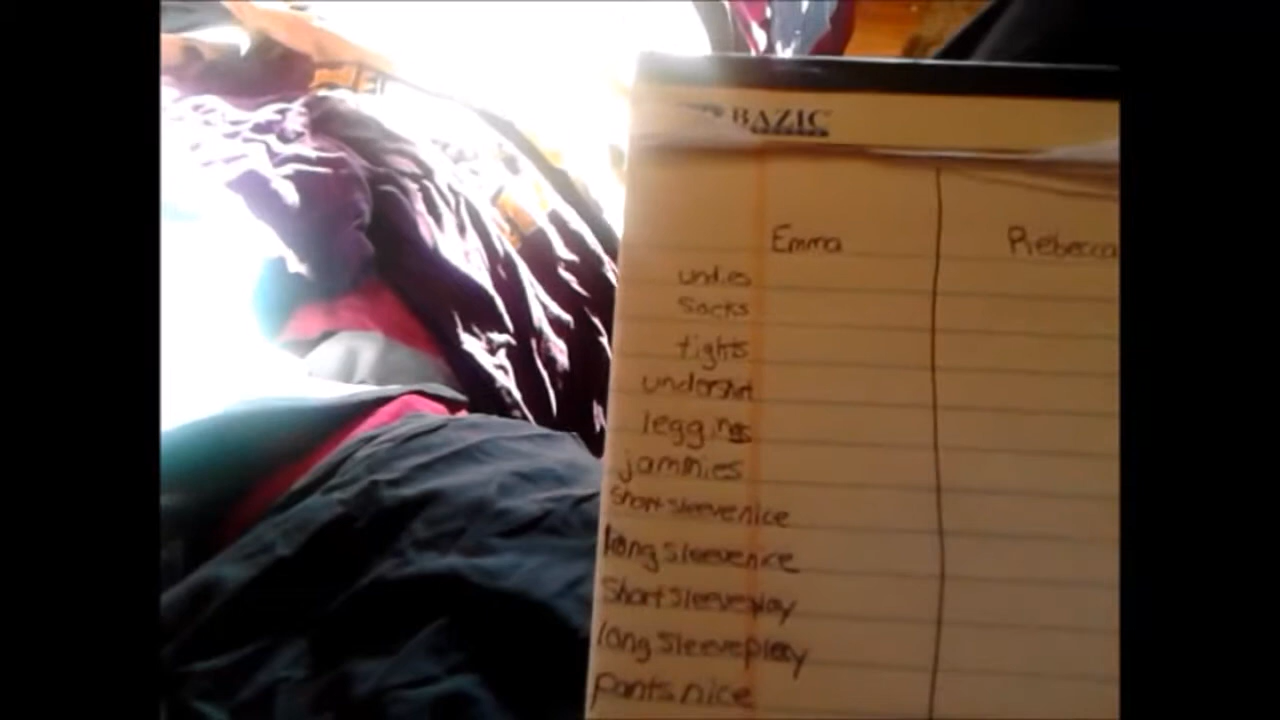 BAZIC
Emma Rebecca
undies
Socks
tights
undershirt
leggings
jammies
Short sleeve nice
long sleeve nice
Short sleeve play
long sleeve play
pants nice